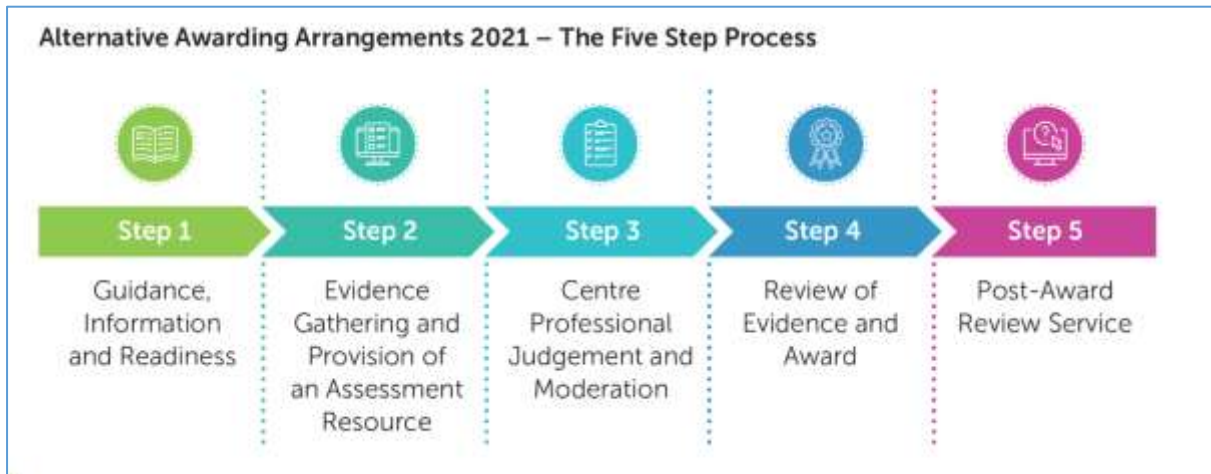 Alternative Awarding Arrangements 2021 – The Five Step Process
Step 1
Step 2
Step 3
Step 4
Step 5
Guidance,
Information
and Readiness
Evidence
Gathering and
Provision of
an Assessment
Resource
Centre
Professional
Judgement and
Moderation
Review of
Evidence and
Award
Post-Award
Review Service